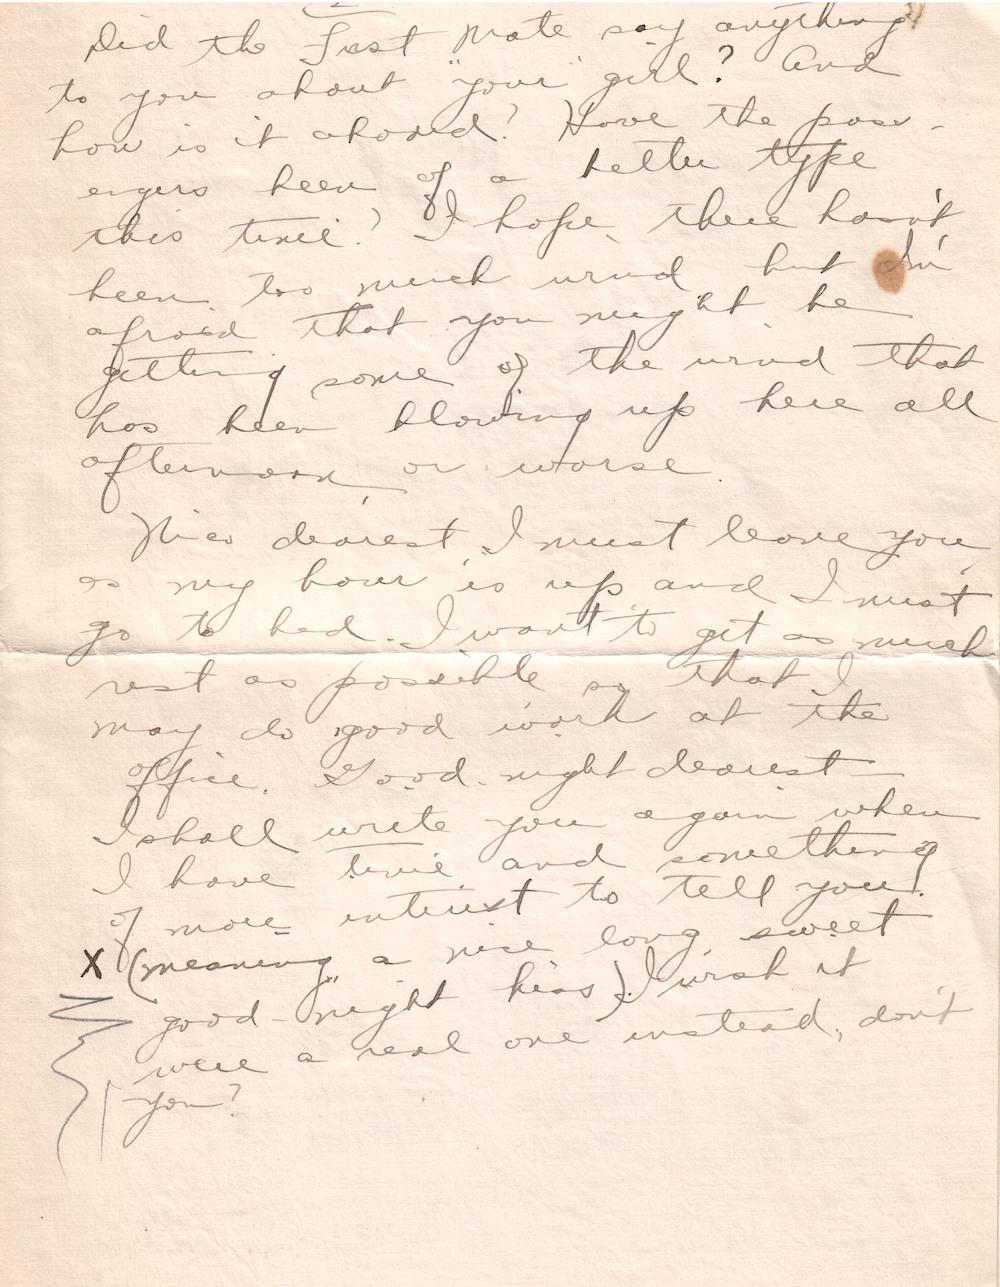 Did the First Mate say anything
to you about "your" girl? And
how is it aboard? Have the pass-
engers been of a better type
this time? I hope there hasn't
been too much wind but I'm
afraid that you might be
getting some of the wind that
has been blowing up here all
afternoon, or worse.
Nico dearest, I must leave you
as my hour is up and I must
go to bed. I want to get as much
rest as possible so that I
may do good work at the
office. Good-night dearest—
I shall write you again when
I have time and something
of more interest to tell you!
X (meaning a nice long sweet
good-night kiss). I wish it
were a real one instead, don't
you?